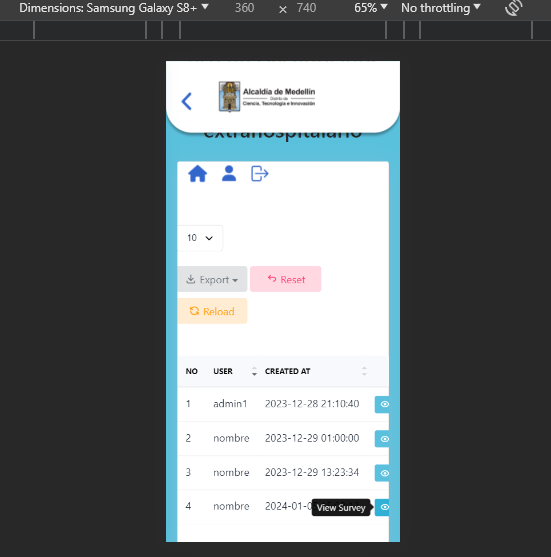 Dimensions: Samsung Galaxy S8+ 360 × 740 65% No throttling
Alcaldía de Medellín
Distrito de
Ciencia, Tecnología e Innovación
extrahospitalario
10
Export Reset
Reload
NO USER CREATED AT
1 admin1 2023-12-28 21:10:40
2 nombre 2023-12-29 01:00:00
3 nombre 2023-12-29 13:23:34
4 nombre 2024-01-0 View Survey